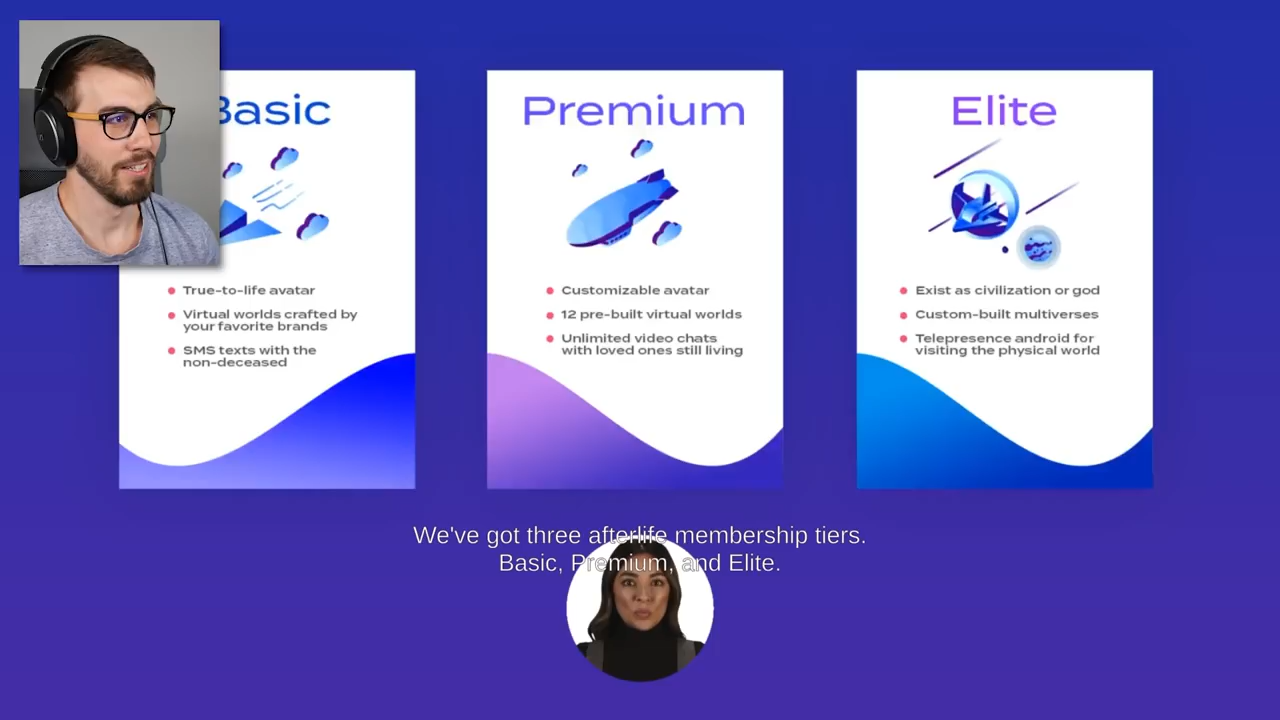 Basic
True-to-life avatar
Virtual worlds crafted by
your favorite brands
SMS texts with the
non-deceased
Premium
Customizable avatar
12 pre-built virtual worlds
Unlimited video chats
with loved ones still living
Elite
Exist as civilization or god
Custom-built multiverses
Telepresence android for
visiting the physical world
We've got three afterlife membership tiers.
Basic, Premium, and Elite.